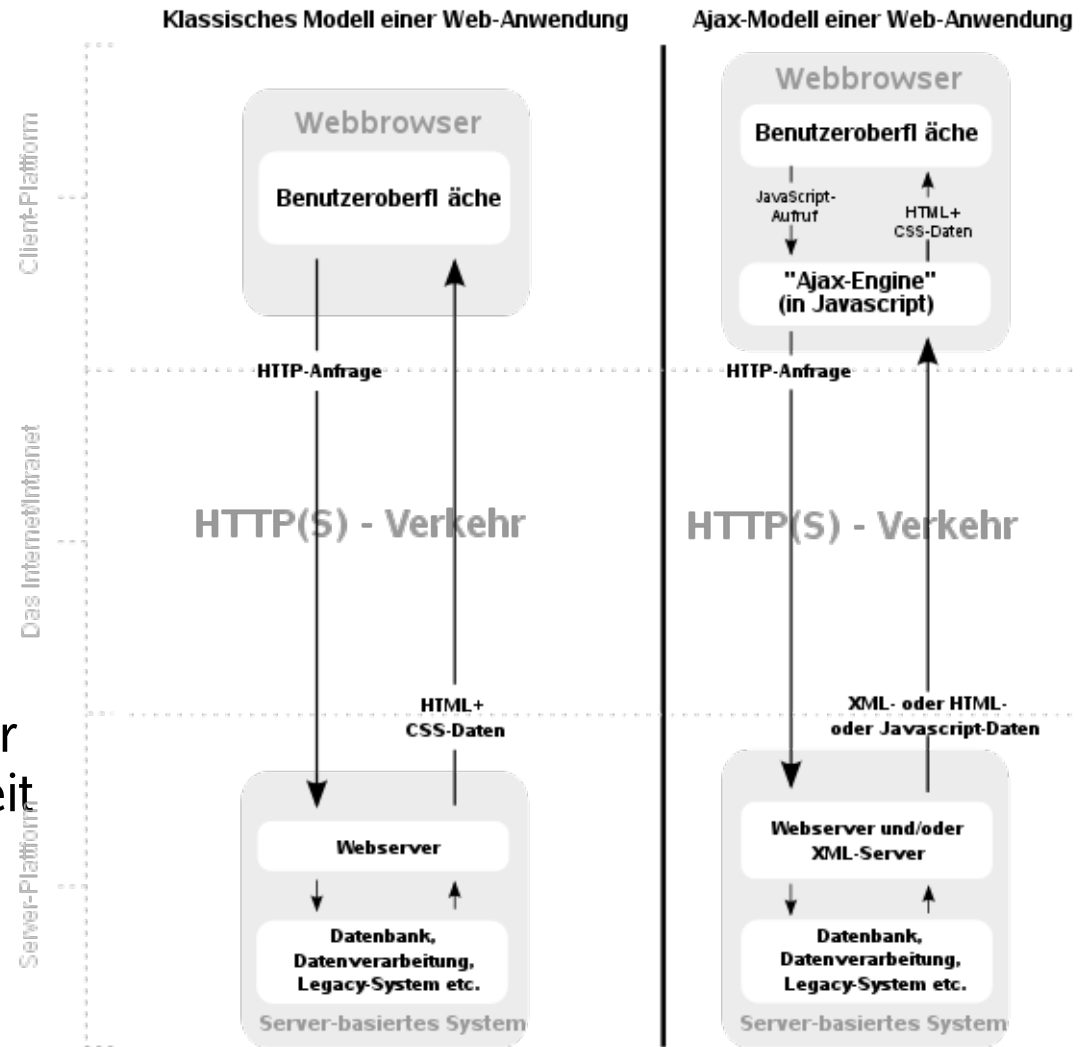 Klassisches Modell einer Web-Anwendung
Webbrowser
Benutzeroberfl äche
HTTP-Anfrage
HTTP(S) - Verkehr
HTML+
CSS-Daten
Webserver
Datenbank,
Datenverarbeitung,
Legacy-System etc.
Server-basiertes System
Ajax-Modell einer Web-Anwendung
Webbrowser
Benutzeroberfl äche
JavaScript-
Aufruf
HTML+
CSS-Daten
"Ajax-Engine"
(in Javascript)
HTTP-Anfrage
HTTP(S) - Verkehr
XML- oder HTML-
oder Javascript-Daten
Webserver und/oder
XML-Server
Datenbank,
Datenverarbeitung,
Legacy-System etc.
Server-basiertes System
Client-Plattform
Das Internet/Intranet
Server-Plattform
r
eit